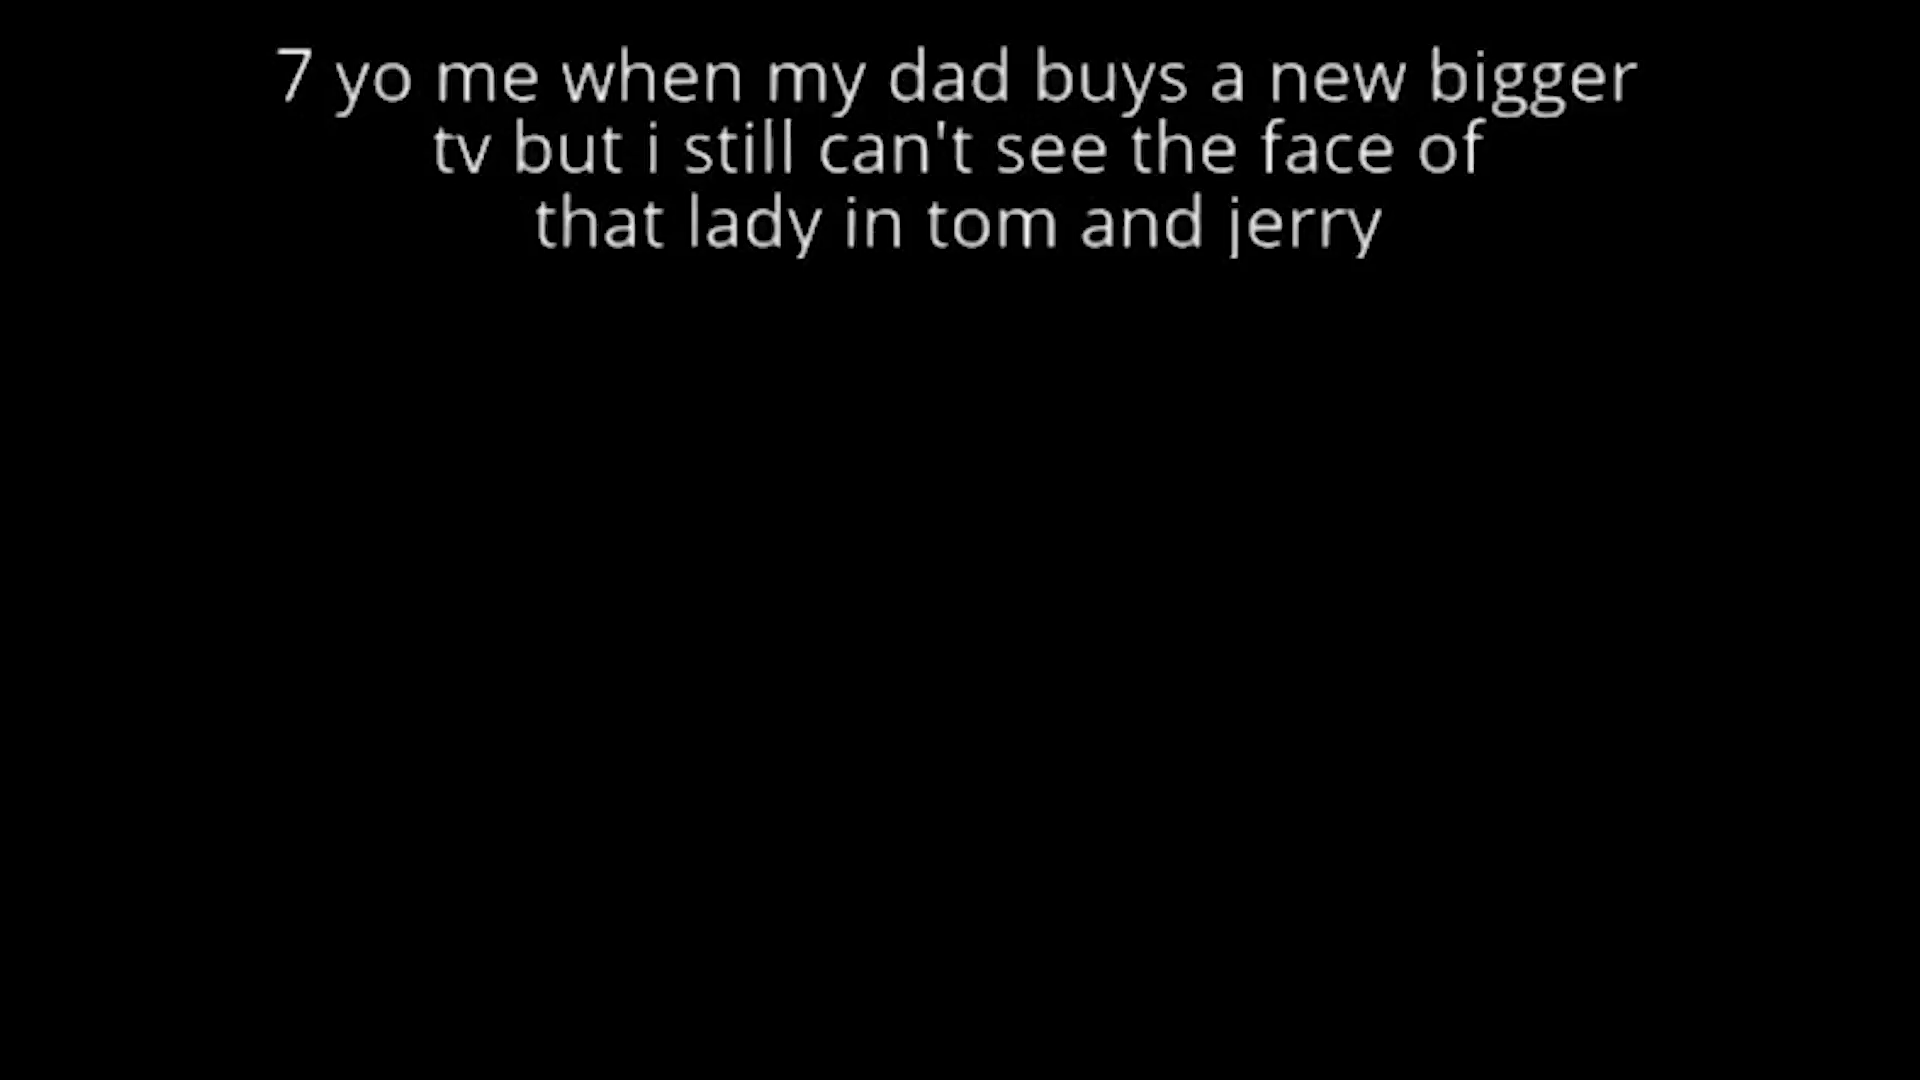 7 yo me when my dad buys a new bigger
tv but i still can't see the face of
that lady in tom and jerry